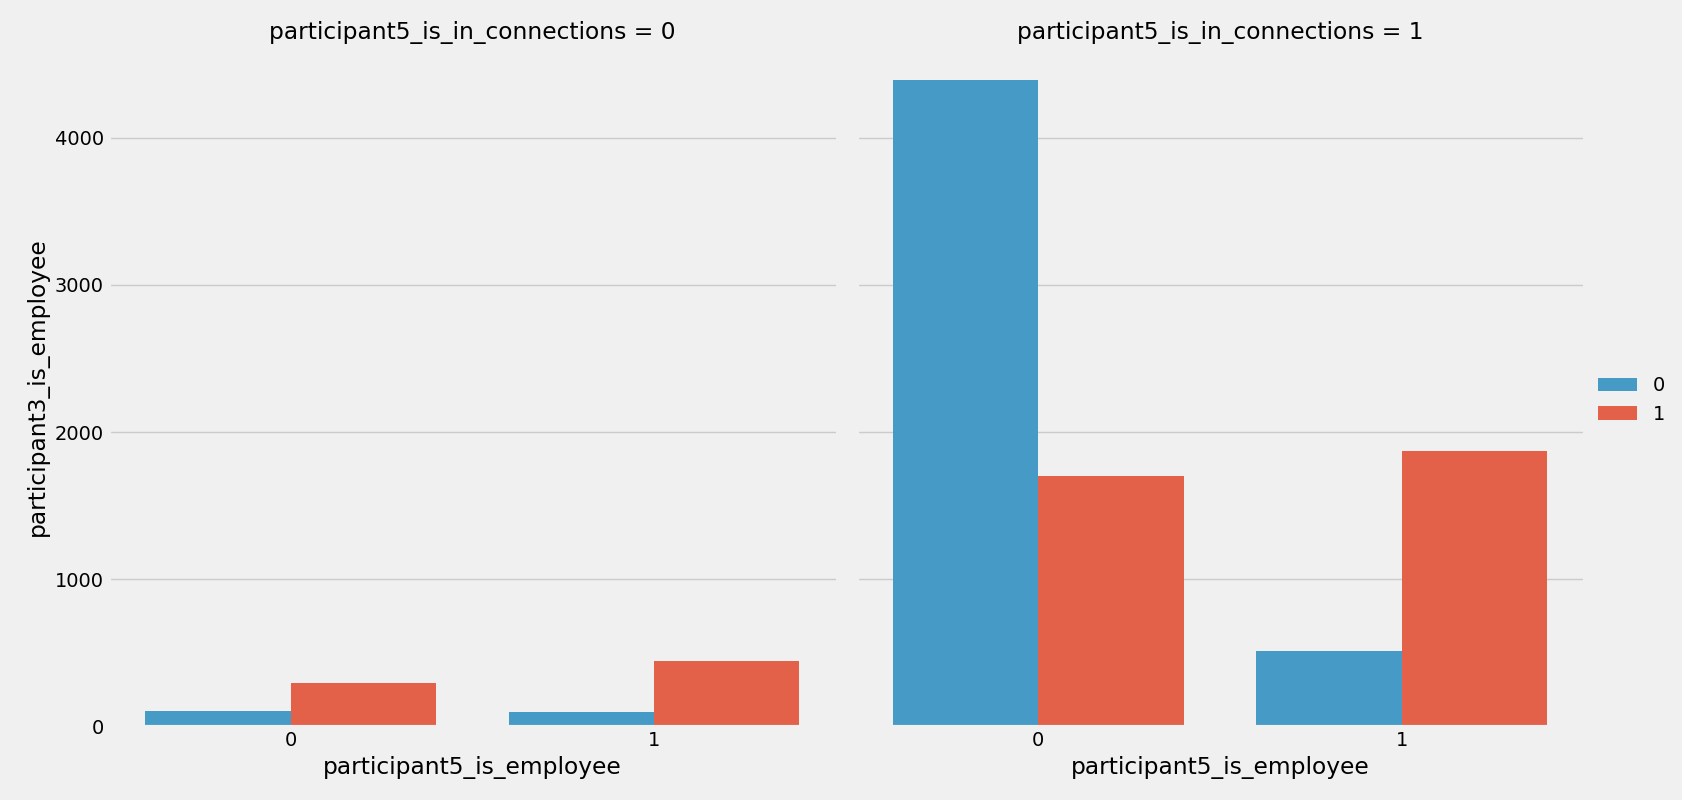 participant5_is_in_connections = 0
participant5_is_in_connections = 1
participant3_is_employee
4000
3000
2000
1000
0
0
1
0
1
participant5_is_employee
participant5_is_employee
0
1